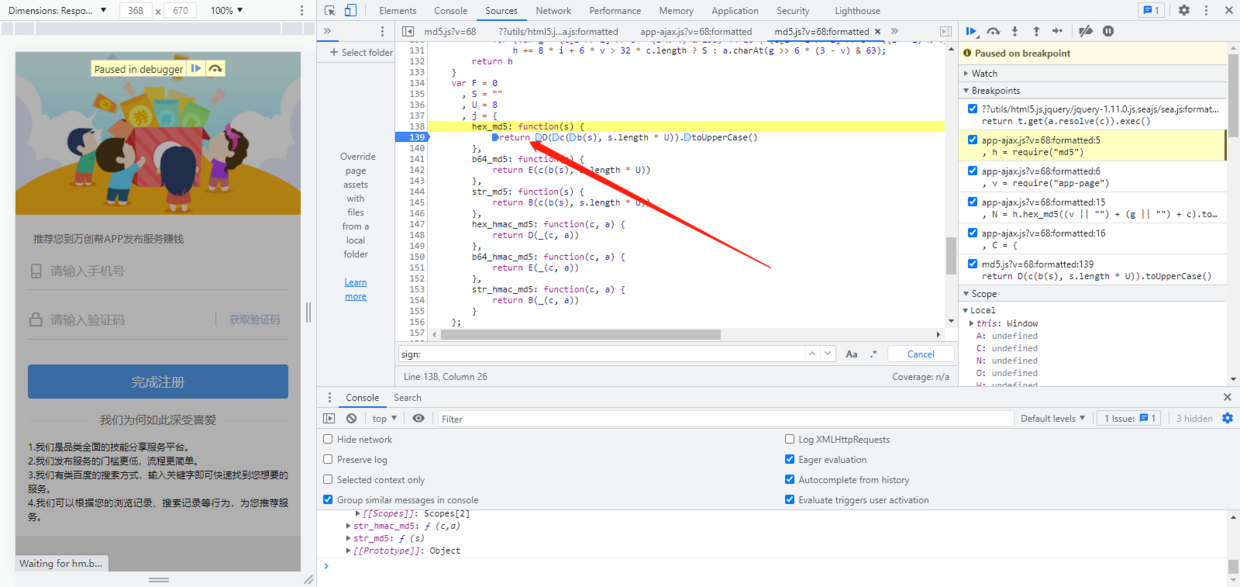 Dimensions: Respo... ▼ 368 × 670 100% ▼
Elements Console Sources Network Performance Memory Application Security Lighthouse 1
Paused in debugger
推荐您到万创帮APP发布服务赚钱
请输入手机号
请输入验证码 获取验证码
完成注册
我们为何如此深受喜爱
1.我们是品类全面的技能分享服务平台。
2.我们发布服务的门槛更低，流程更简单。
3.我们有类百度的搜索方式，输入关键字即可快速找到您想要的
服务。
4.我们可以根据您的浏览记录、搜索记录等行为，为您推荐服
务。
Waiting for hm.b...
» + Select folder
Override
page
assets
with
files
from a
local
folder
Learn
more
md5.js?v=68 ??utils/html5.j...a.js:formatted app-ajax.js?v=68:formatted md5.js?v=68:formatted × »
131 h += 8 * i + 6 * v > 32 * c.length ? S : a.charAt(g >> 6 * (3 - v) & 63);
132 return h
133 }
134 var F = 0
135 , S = ""
136 , U = 8
137 , j = {
138 hex_md5: function(s) {
139 return D(c(b(s), s.length * U)).toUpperCase()
140 },
141 b64_md5: function(s) {
142 return E(c(b(s), s.length * U))
143 },
144 str_md5: function(s) {
145 return B(c(b(s), s.length * U))
146 },
147 hex_hmac_md5: function(c, a) {
148 return D(_(c, a))
149 },
150 b64_hmac_md5: function(c, a) {
151 return E(_(c, a))
152 },
153 str_hmac_md5: function(c, a) {
154 return B(_(c, a))
155 }
156 };
157
sign: Aa .* Cancel
Line 138, Column 26 Coverage: n/a
Paused on breakpoint
Watch
Breakpoints
??utils/html5.js,jquery/jquery-1.11.0.js,seajs/sea.js:format...
return t.get(a.resolve(c)).exec()
app-ajax.js?v=68:formatted:5
, h = require("md5")
app-ajax.js?v=68:formatted:6
, v = require("app-page")
app-ajax.js?v=68:formatted:15
, N = h.hex_md5((v || "") + (g || "") + c).to...
app-ajax.js?v=68:formatted:16
, C = {
md5.js?v=68:formatted:139
return D(c(b(s), s.length * U)).toUpperCase()
Scope
Local
this: Window
A: undefined
C: undefined
N: undefined
O: undefined
Console Search
top ▼ Filter Default levels ▼ 1 Issue: 1 3 hidden
Hide network Log XMLHttpRequests
Preserve log Eager evaluation
Selected context only Autocomplete from history
Group similar messages in console Evaluate triggers user activation
[[Scopes]]: Scopes[2]
str_hmac_md5: ƒ (c,a)
str_md5: ƒ (s)
[[Prototype]]: Object
>